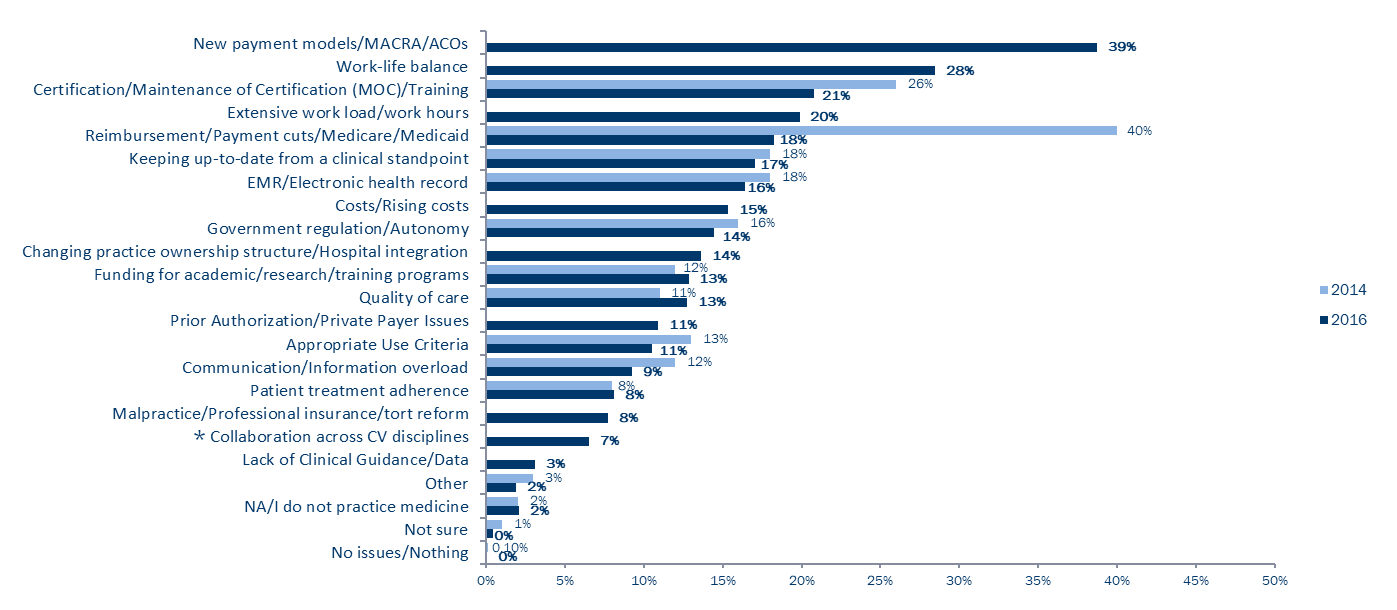 New payment models/MACRA/ACOs 39%
Work-life balance 28%
Certification/Maintenance of Certification (MOC)/Training 26% 21%
Extensive work load/work hours 20%
Reimbursement/Payment cuts/Medicare/Medicaid 40% 18%
Keeping up-to-date from a clinical standpoint 18% 17%
EMR/Electronic health record 18% 16%
Costs/Rising costs 15%
Government regulation/Autonomy 16% 14%
Changing practice ownership structure/Hospital integration 14%
Funding for academic/research/training programs 12% 13%
Quality of care 11% 13%
Prior Authorization/Private Payer Issues 11%
Appropriate Use Criteria 13% 11%
Communication/Information overload 12% 9%
Patient treatment adherence 8% 8%
Malpractice/Professional insurance/tort reform 8%
* Collaboration across CV disciplines 7%
Lack of Clinical Guidance/Data 3%
Other 3% 2%
NA/I do not practice medicine 2% 2%
Not sure 1% 0%
No issues/Nothing 0.10% 0%
0% 5% 10% 15% 20% 25% 30% 35% 40% 45% 50%
2014
2016